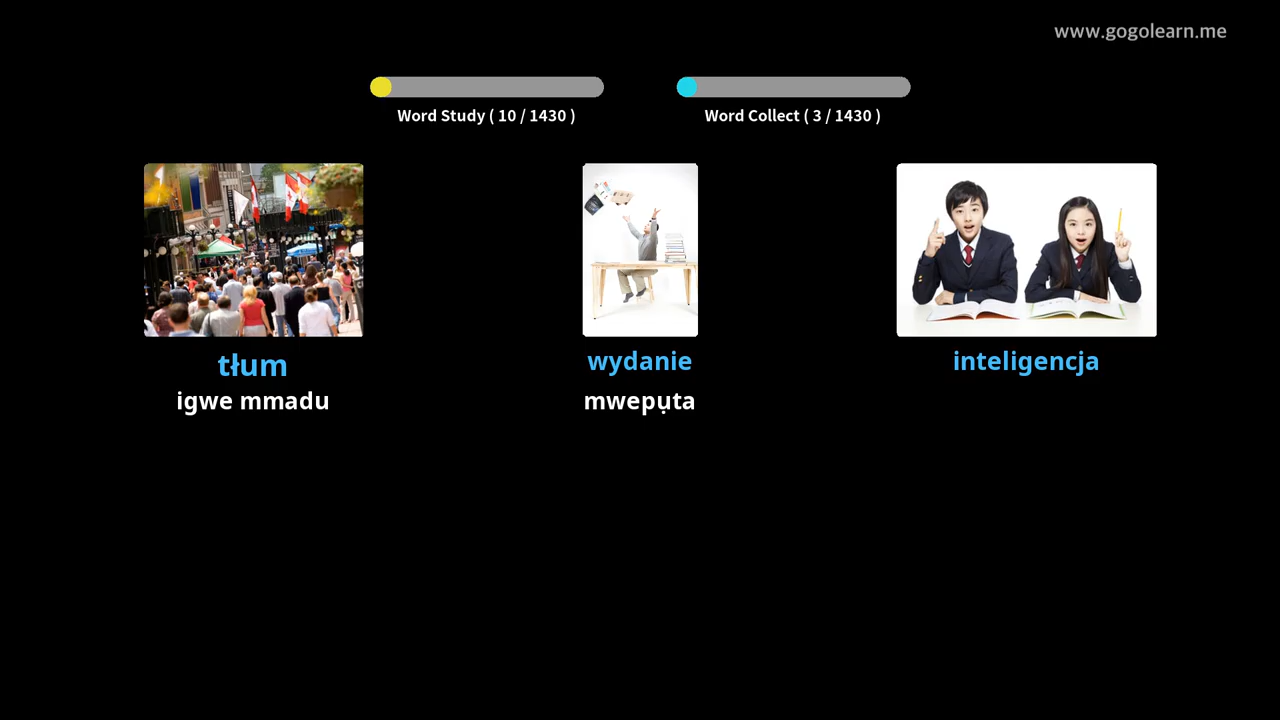 www.gogolearn.me
Word Study ( 10 / 1430 )
Word Collect ( 3 / 1430 )
tłum
wydanie
inteligencja
igwe mmadu
mwepụta